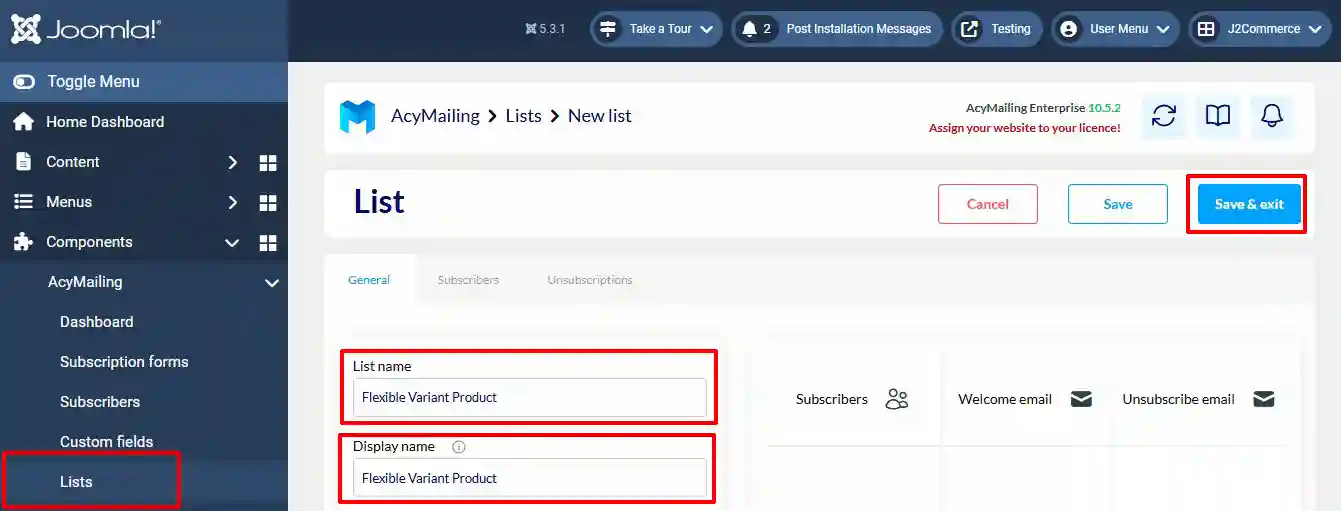 Joomla!®
5.3.1
Take a Tour
2 Post Installation Messages
Testing
User Menu
J2Commerce
Toggle Menu
Home Dashboard
Content
Menus
Components
AcyMailing
Dashboard
Subscription forms
Subscribers
Custom fields
Lists
AcyMailing > Lists > New list
AcyMailing Enterprise 10.5.2
Assign your website to your licence!
List
Cancel
Save
Save & exit
General
Subscribers
Unsubscriptions
List name
Flexible Variant Product
Display name
Flexible Variant Product
Subscribers
Welcome email
Unsubscribe email